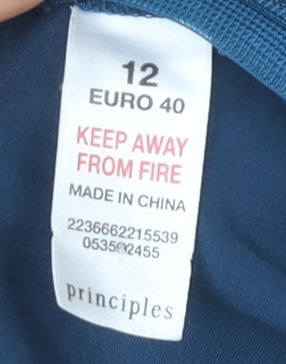 12
EURO 40
KEEP AWAY
FROM FIRE
MADE IN CHINA
2236662215539
principles